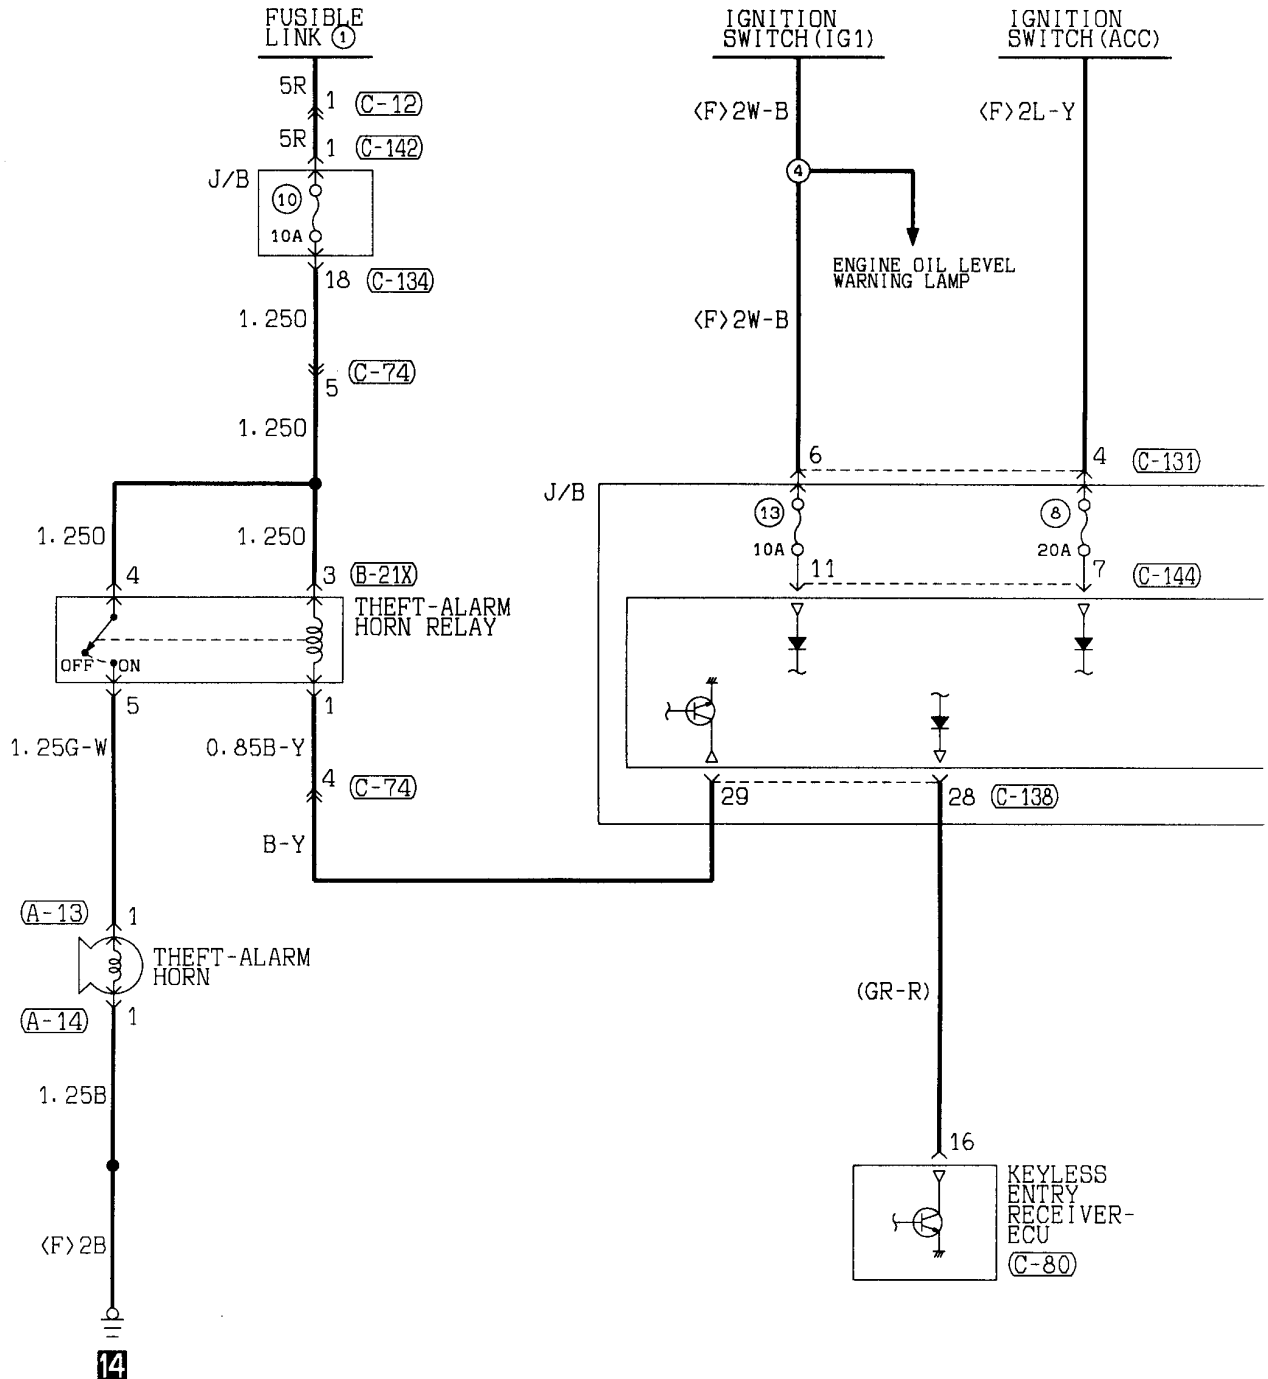 FUSIBLE
LINK ①
IGNITION
SWITCH(IG1)
IGNITION
SWITCH(ACC)
5R
1
C-12
<F>2W-B
<F>2L-Y
5R
1
C-142
J/B
4
10
10A
18
C-134
ENGINE OIL LEVEL
WARNING LAMP
1.25O
<F>2W-B
5
C-74
1.25O
6
4
C-131
J/B
13
8
1.25O
1.25O
10A
20A
4
3
B-21X
11
7
C-144
THEFT-ALARM
HORN RELAY
OFF
ON
5
1
1.25G-W
0.85B-Y
4
C-74
29
28
C-138
B-Y
A-13
1
THEFT-ALARM
HORN
(GR-R)
A-14
1
1.25B
16
KEYLESS
ENTRY
RECEIVER-
ECU
C-80
<F>2B
14